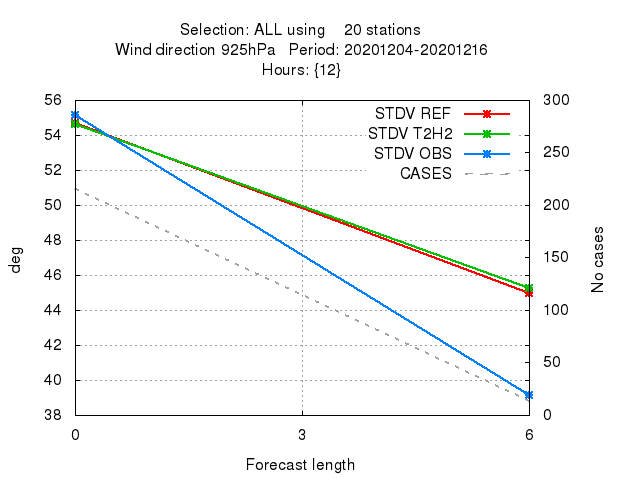 Selection: ALL using 20 stations
Wind direction 925hPa Period: 20201204-20201216
Hours: {12}
56
54
52
50
48
46
44
42
40
38
300
250
200
150
100
50
0
STDV REF
STDV T2H2
STDV OBS
CASES
deg
No cases
0
3
6
Forecast length